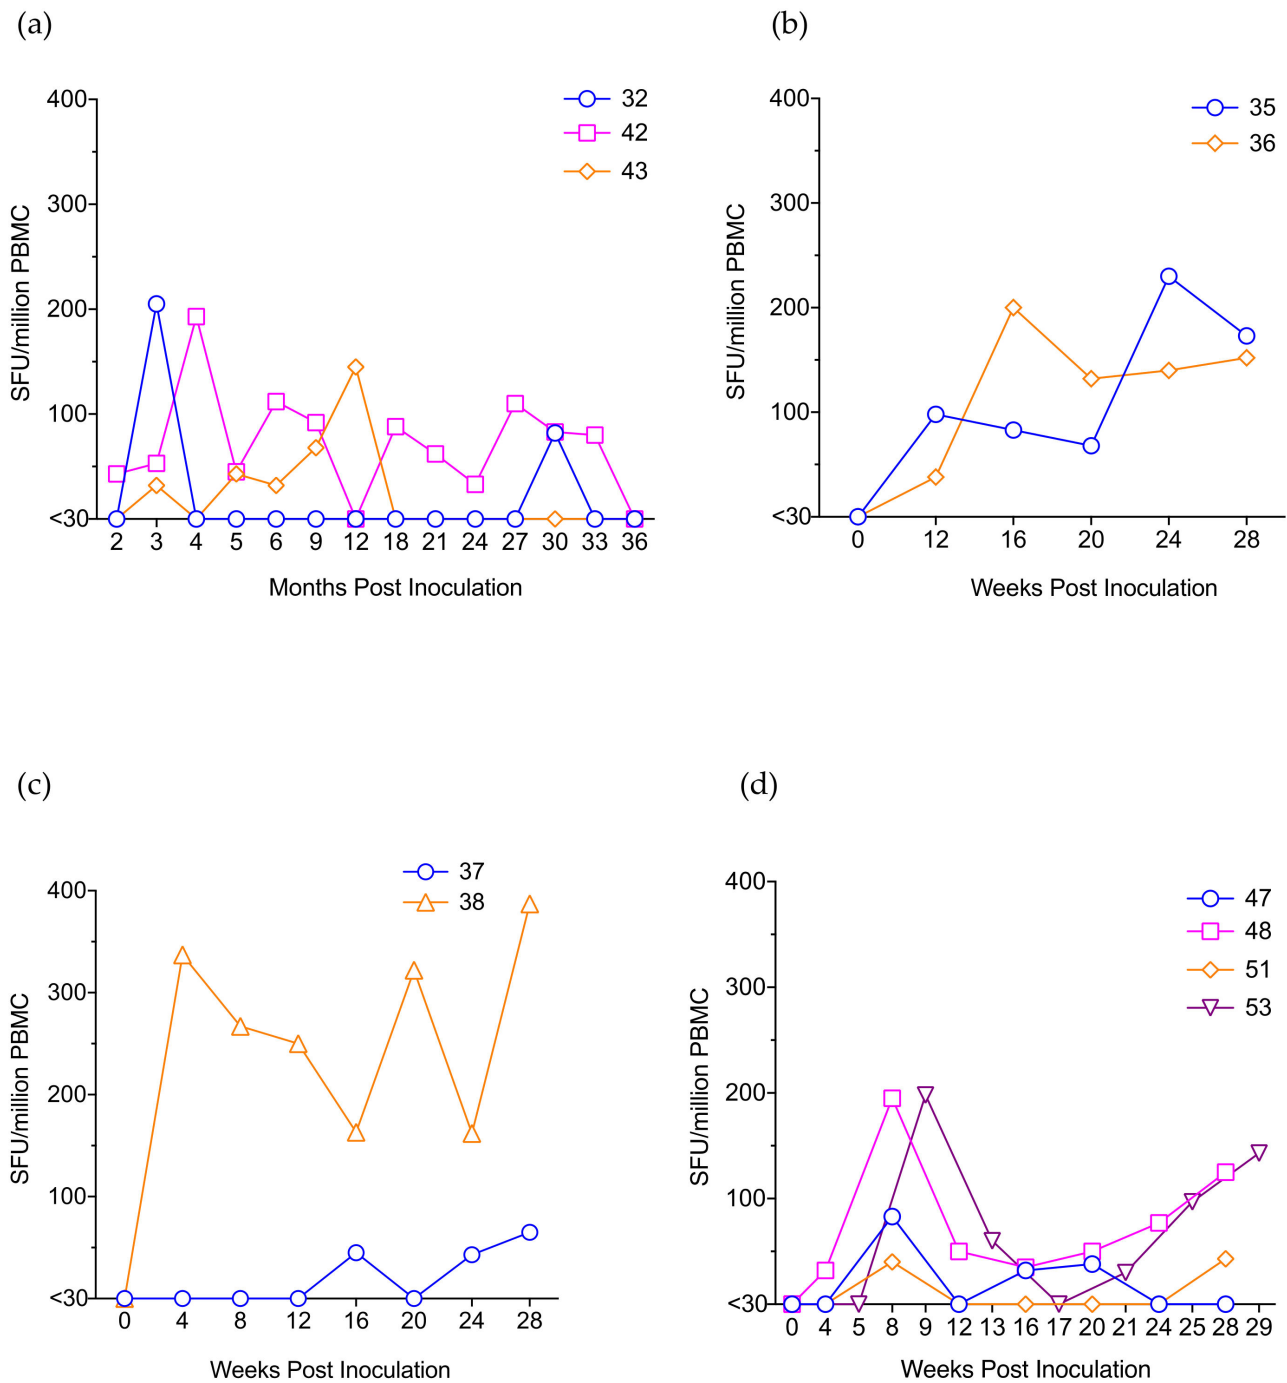 (a)
400
300
200
100
<30
SFU/million PBMC
32
42
43
2 3 4 5 6 9 12 18 21 24 27 30 33 36
Months Post Inoculation
(b)
400
300
200
100
<30
SFU/million PBMC
35
36
0 12 16 20 24 28
Weeks Post Inoculation
(c)
400
300
200
100
<30
SFU/million PBMC
37
38
0 4 8 12 16 20 24 28
Weeks Post Inoculation
(d)
400
300
200
100
<30
SFU/million PBMC
47
48
51
53
0 4 5 8 9 12 13 16 17 20 21 24 25 28 29
Weeks Post Inoculation